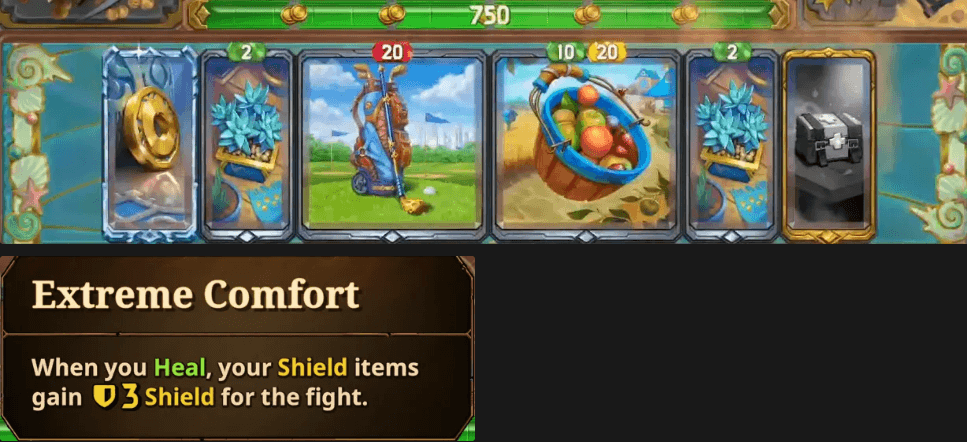 750
2
20
10 20
2
Extreme Comfort
When you Heal, your Shield items
gain 3 Shield for the fight.